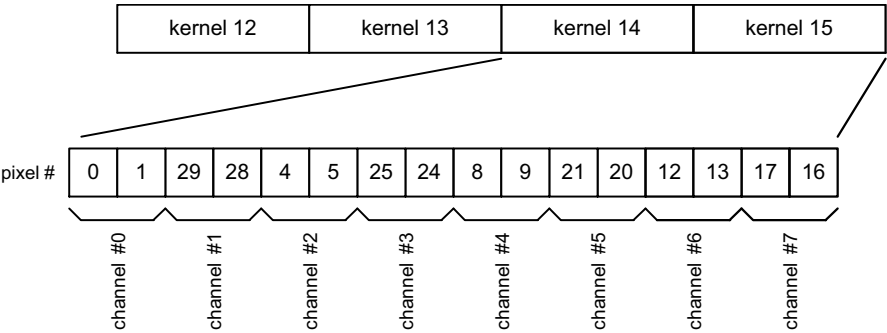 kernel 12 kernel 13 kernel 14 kernel 15
pixel # 0 1 29 28 4 5 25 24 8 9 21 20 12 13 17 16
channel #0 channel #1 channel #2 channel #3 channel #4 channel #5 channel #6 channel #7